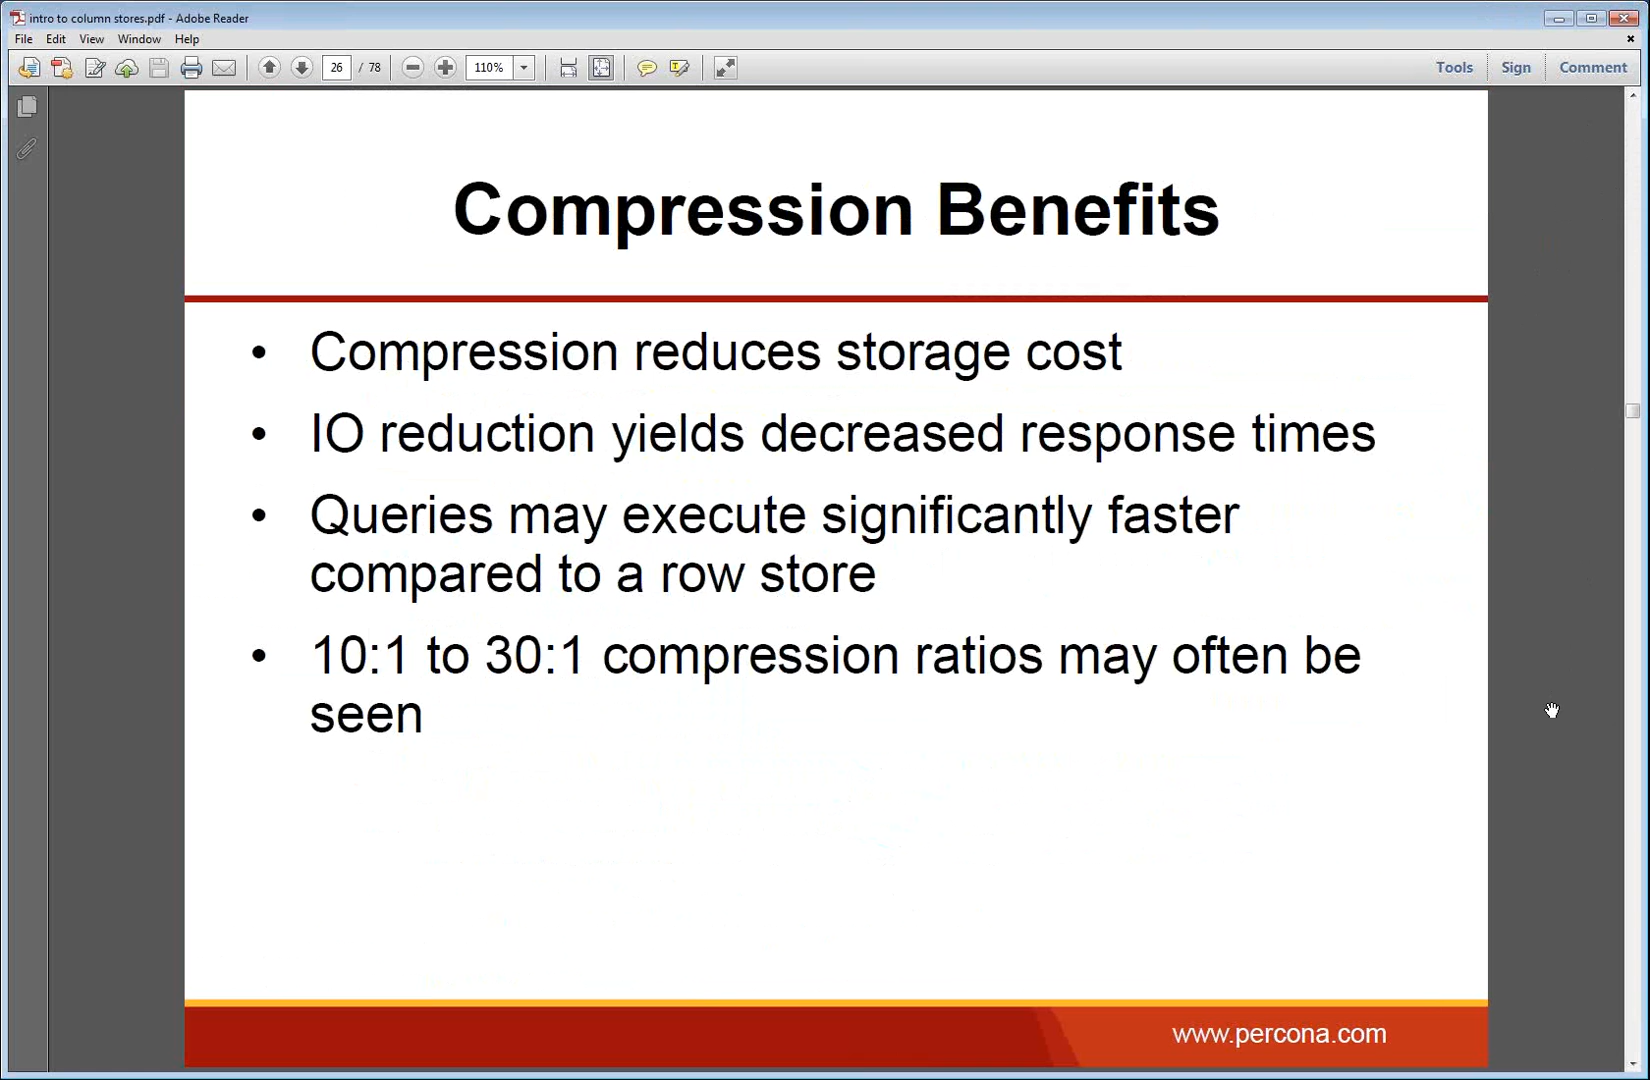 intro to column stores.pdf - Adobe Reader
File Edit View Window Help
26 / 78 110% Tools Sign Comment
Compression Benefits
• Compression reduces storage cost
• IO reduction yields decreased response times
• Queries may execute significantly faster
compared to a row store
• 10:1 to 30:1 compression ratios may often be
seen
www.percona.com